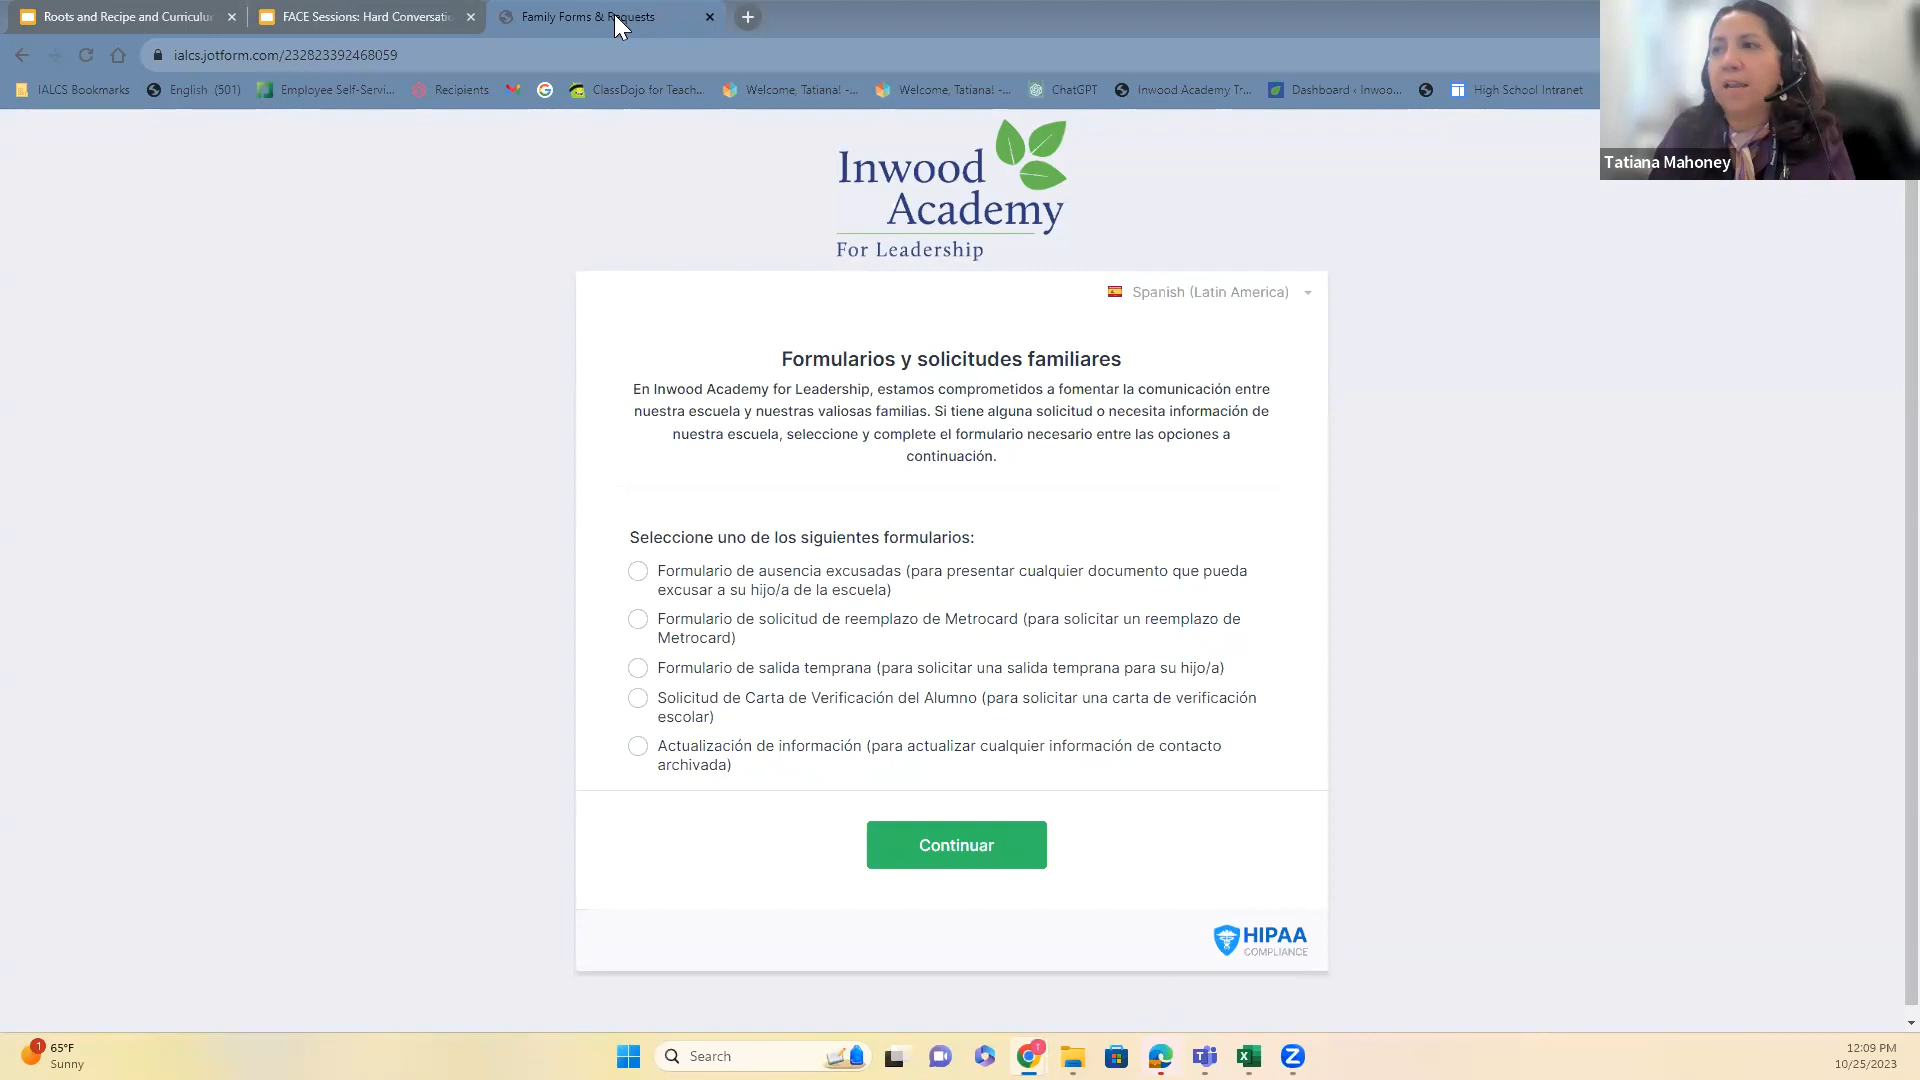 Roots and Recipe and Curriculu
FACE Sessions: Hard Conversatio
Family Forms & Requests
ialcs.jotform.com/232823392468059
IALCS Bookmarks
English (501)
Employee Self-Servi...
Recipients
ClassDojo for Teach...
Welcome, Tatiana! -...
Welcome, Tatiana! -...
ChatGPT
Inwood Academy Tr...
Dashboard ‹ Inwoo...
High School Intranet
Tatiana Mahoney
Inwood
Academy
For Leadership
Spanish (Latin America)
Formularios y solicitudes familiares
En Inwood Academy for Leadership, estamos comprometidos a fomentar la comunicación entre
nuestra escuela y nuestras valiosas familias. Si tiene alguna solicitud o necesita información de
nuestra escuela, seleccione y complete el formulario necesario entre las opciones a
continuación.
Seleccione uno de los siguientes formularios:
Formulario de ausencia excusadas (para presentar cualquier documento que pueda
excusar a su hijo/a de la escuela)
Formulario de solicitud de reemplazo de Metrocard (para solicitar un reemplazo de
Metrocard)
Formulario de salida temprana (para solicitar una salida temprana para su hijo/a)
Solicitud de Carta de Verificación del Alumno (para solicitar una carta de verificación
escolar)
Actualización de información (para actualizar cualquier información de contacto
archivada)
Continuar
HIPAA
COMPLIANCE
1
65°F
Sunny
Search
T
12:09 PM
10/25/2023